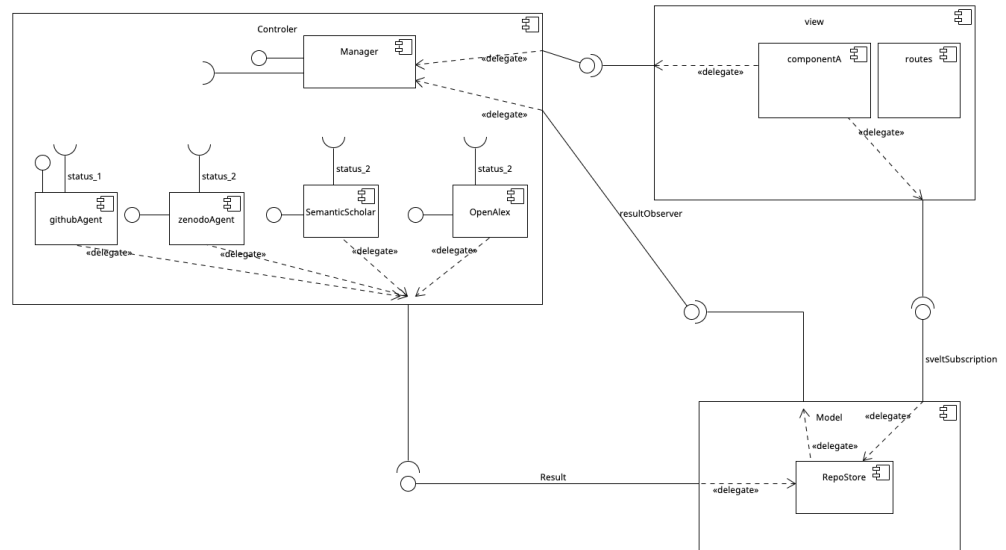 Controler
view
Manager
«delegate»
«delegate»
componentA
routes
«delegate»
«delegate»
status_1
status_2
status_2
status_2
githubAgent
zenodoAgent
SemanticScholar
OpenAlex
«delegate»
«delegate»
«delegate»
«delegate»
resultObserver
sveltSubscription
Model
«delegate»
«delegate»
RepoStore
Result
«delegate»